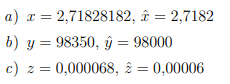 a) x = 2,71828182, x̂ = 2,7182
b) y = 98350, ŷ = 98000
c) z = 0,000068, ẑ = 0,00006